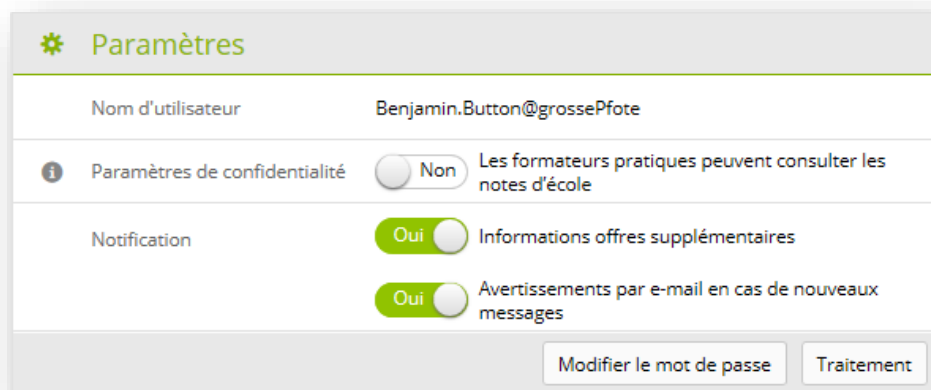 Paramètres
Nom d'utilisateur Benjamin.Button@grossePfote
Paramètres de confidentialité Non Les formateurs pratiques peuvent consulter les
notes d'école
Notification Oui Informations offres supplémentaires
Oui Avertissements par e-mail en cas de nouveaux
messages
Modifier le mot de passe Traitement